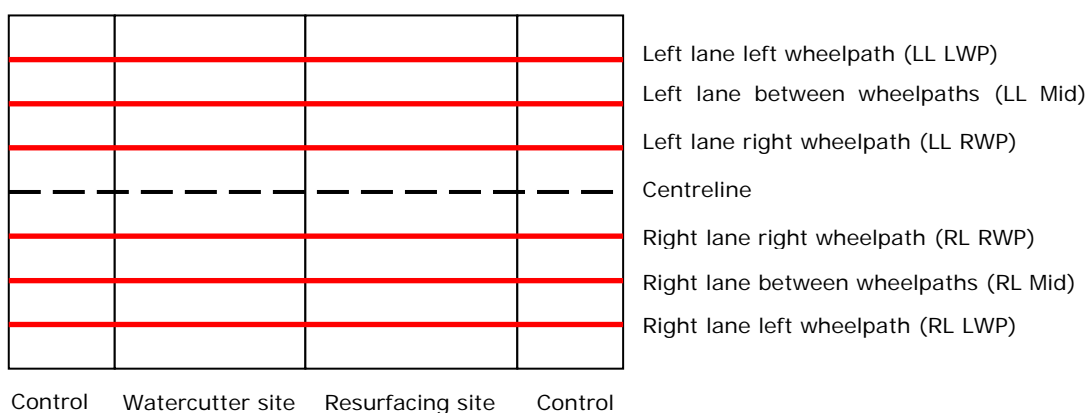 Left lane left wheelpath (LL LWP)
Left lane between wheelpaths (LL Mid)
Left lane right wheelpath (LL RWP)
Centreline
Right lane right wheelpath (RL RWP)
Right lane between wheelpaths (RL Mid)
Right lane left wheelpath (RL LWP)
Control Watercutter site Resurfacing site Control